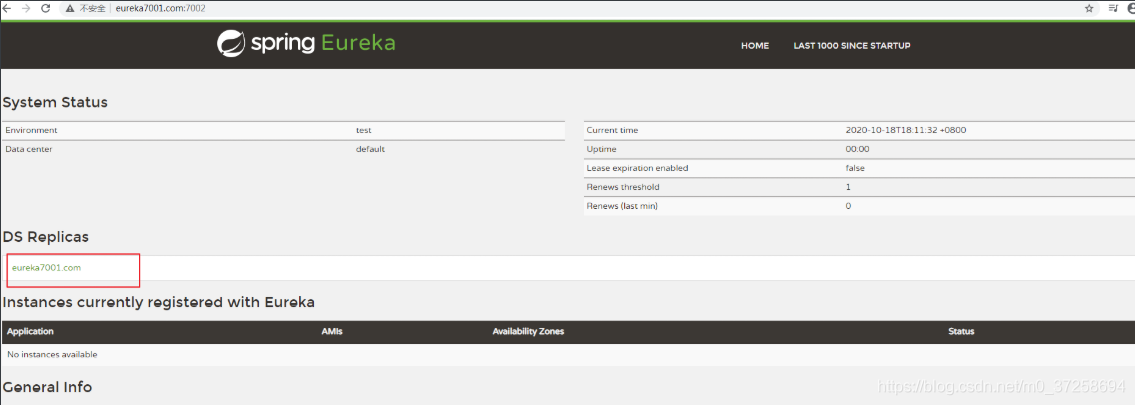 不安全 eureka7001.com:7002
spring Eureka
HOME LAST 1000 SINCE STARTUP
System Status
Environment test
Data center default
Current time 2020-10-18T18:11:32 +0800
Uptime 00:00
Lease expiration enabled false
Renews threshold 1
Renews (last min) 0
DS Replicas
eureka7001.com
Instances currently registered with Eureka
Application AMIs Availability Zones Status
No instances available
General Info
https://blog.csdn.net/m0_37258694